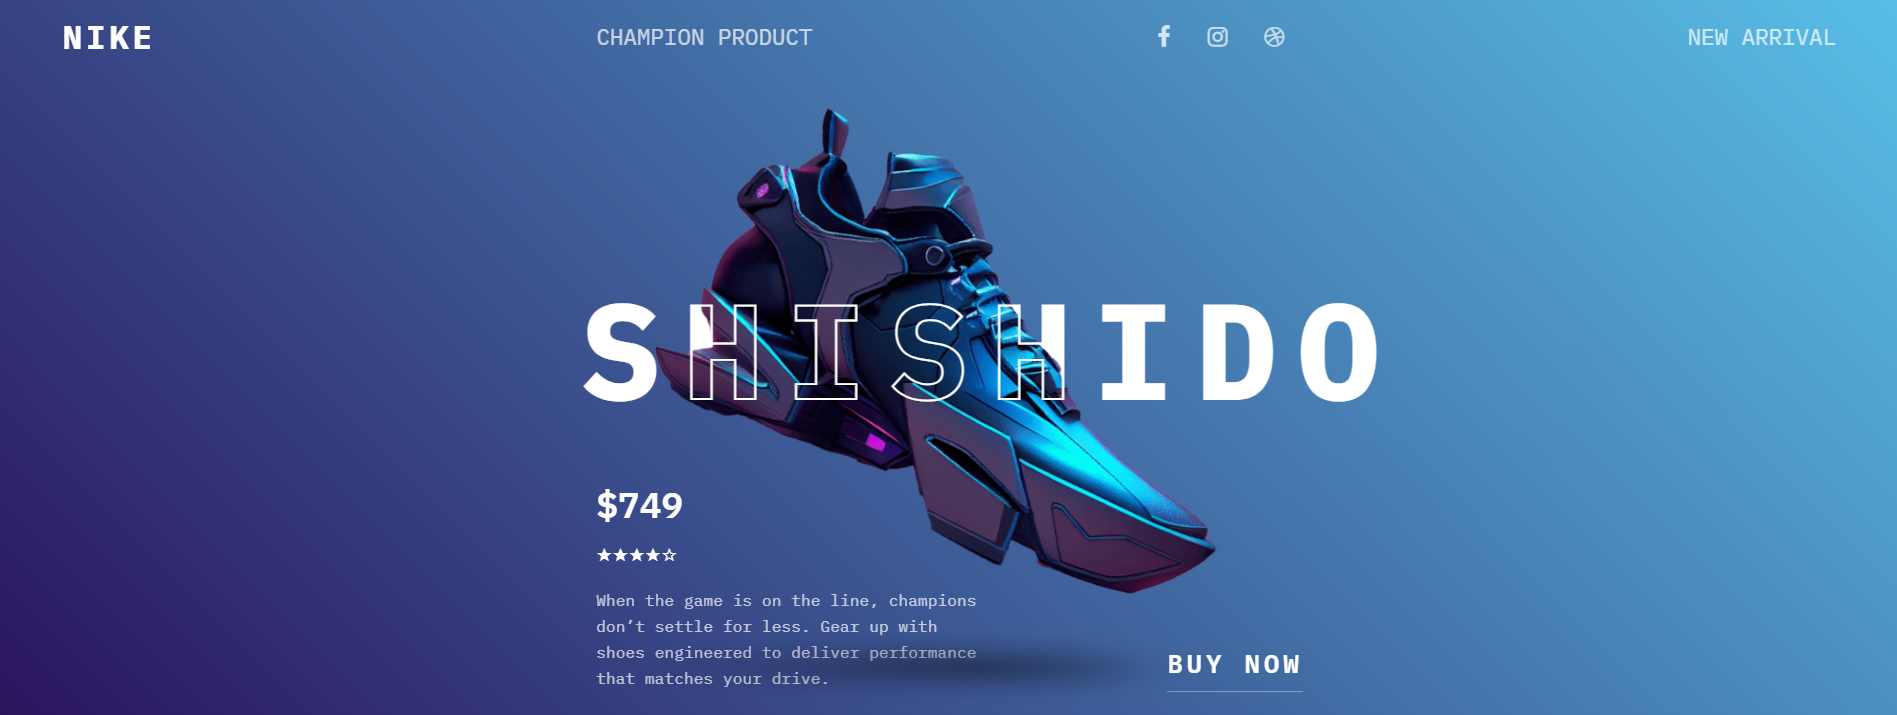 NIKE
CHAMPION PRODUCT
NEW ARRIVAL
SHISHIDO
$749
When the game is on the line, champions
don’t settle for less. Gear up with
shoes engineered to deliver performance
that matches your drive.
BUY NOW